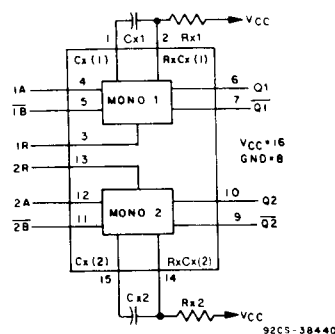 Cx1 Rx1 VCC
1 2
Cx(1) RxCx(1)
1A 4 6 Q1
1B 5 MONO 1 7 Q1
1R 3
2R 13
VCC=16
GND=8
2A 12 10 Q2
2B 11 MONO 2 9 Q2
Cx(2) RxCx(2)
15 14
Cx2 Rx2 VCC
92CS-38440